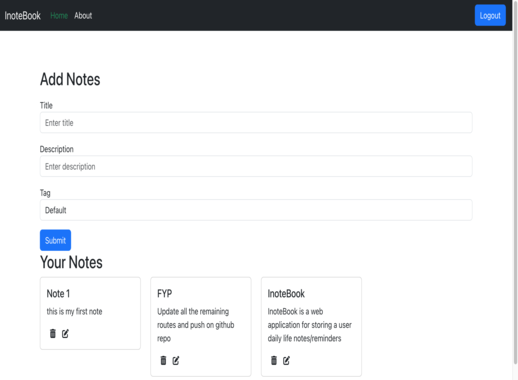 InoteBook Home About Logout
Add Notes
Title
Enter title
Description
Enter description
Tag
Default
Submit
Your Notes
Note 1
this is my first note
FYP
Update all the remaining
routes and push on github
repo
InoteBook
InoteBook is a web
application for storing a user
daily life notes/reminders